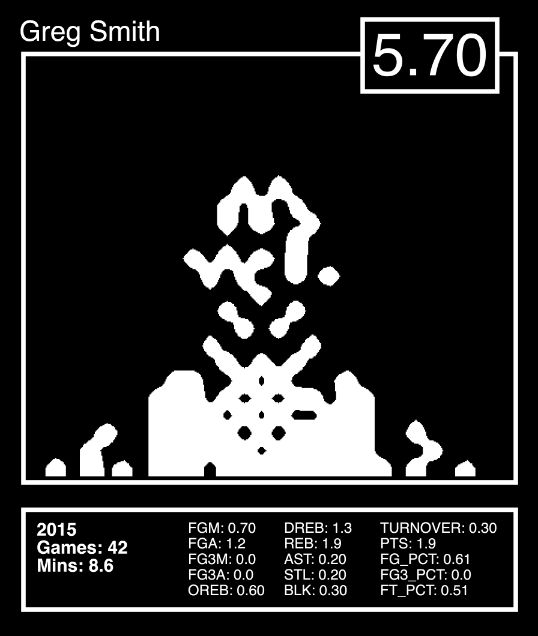 Greg Smith
5.70
2015
Games: 42
Mins: 8.6
FGM: 0.70
FGA: 1.2
FG3M: 0.0
FG3A: 0.0
OREB: 0.60
DREB: 1.3
REB: 1.9
AST: 0.20
STL: 0.20
BLK: 0.30
TURNOVER: 0.30
PTS: 1.9
FG_PCT: 0.61
FG3_PCT: 0.0
FT_PCT: 0.51